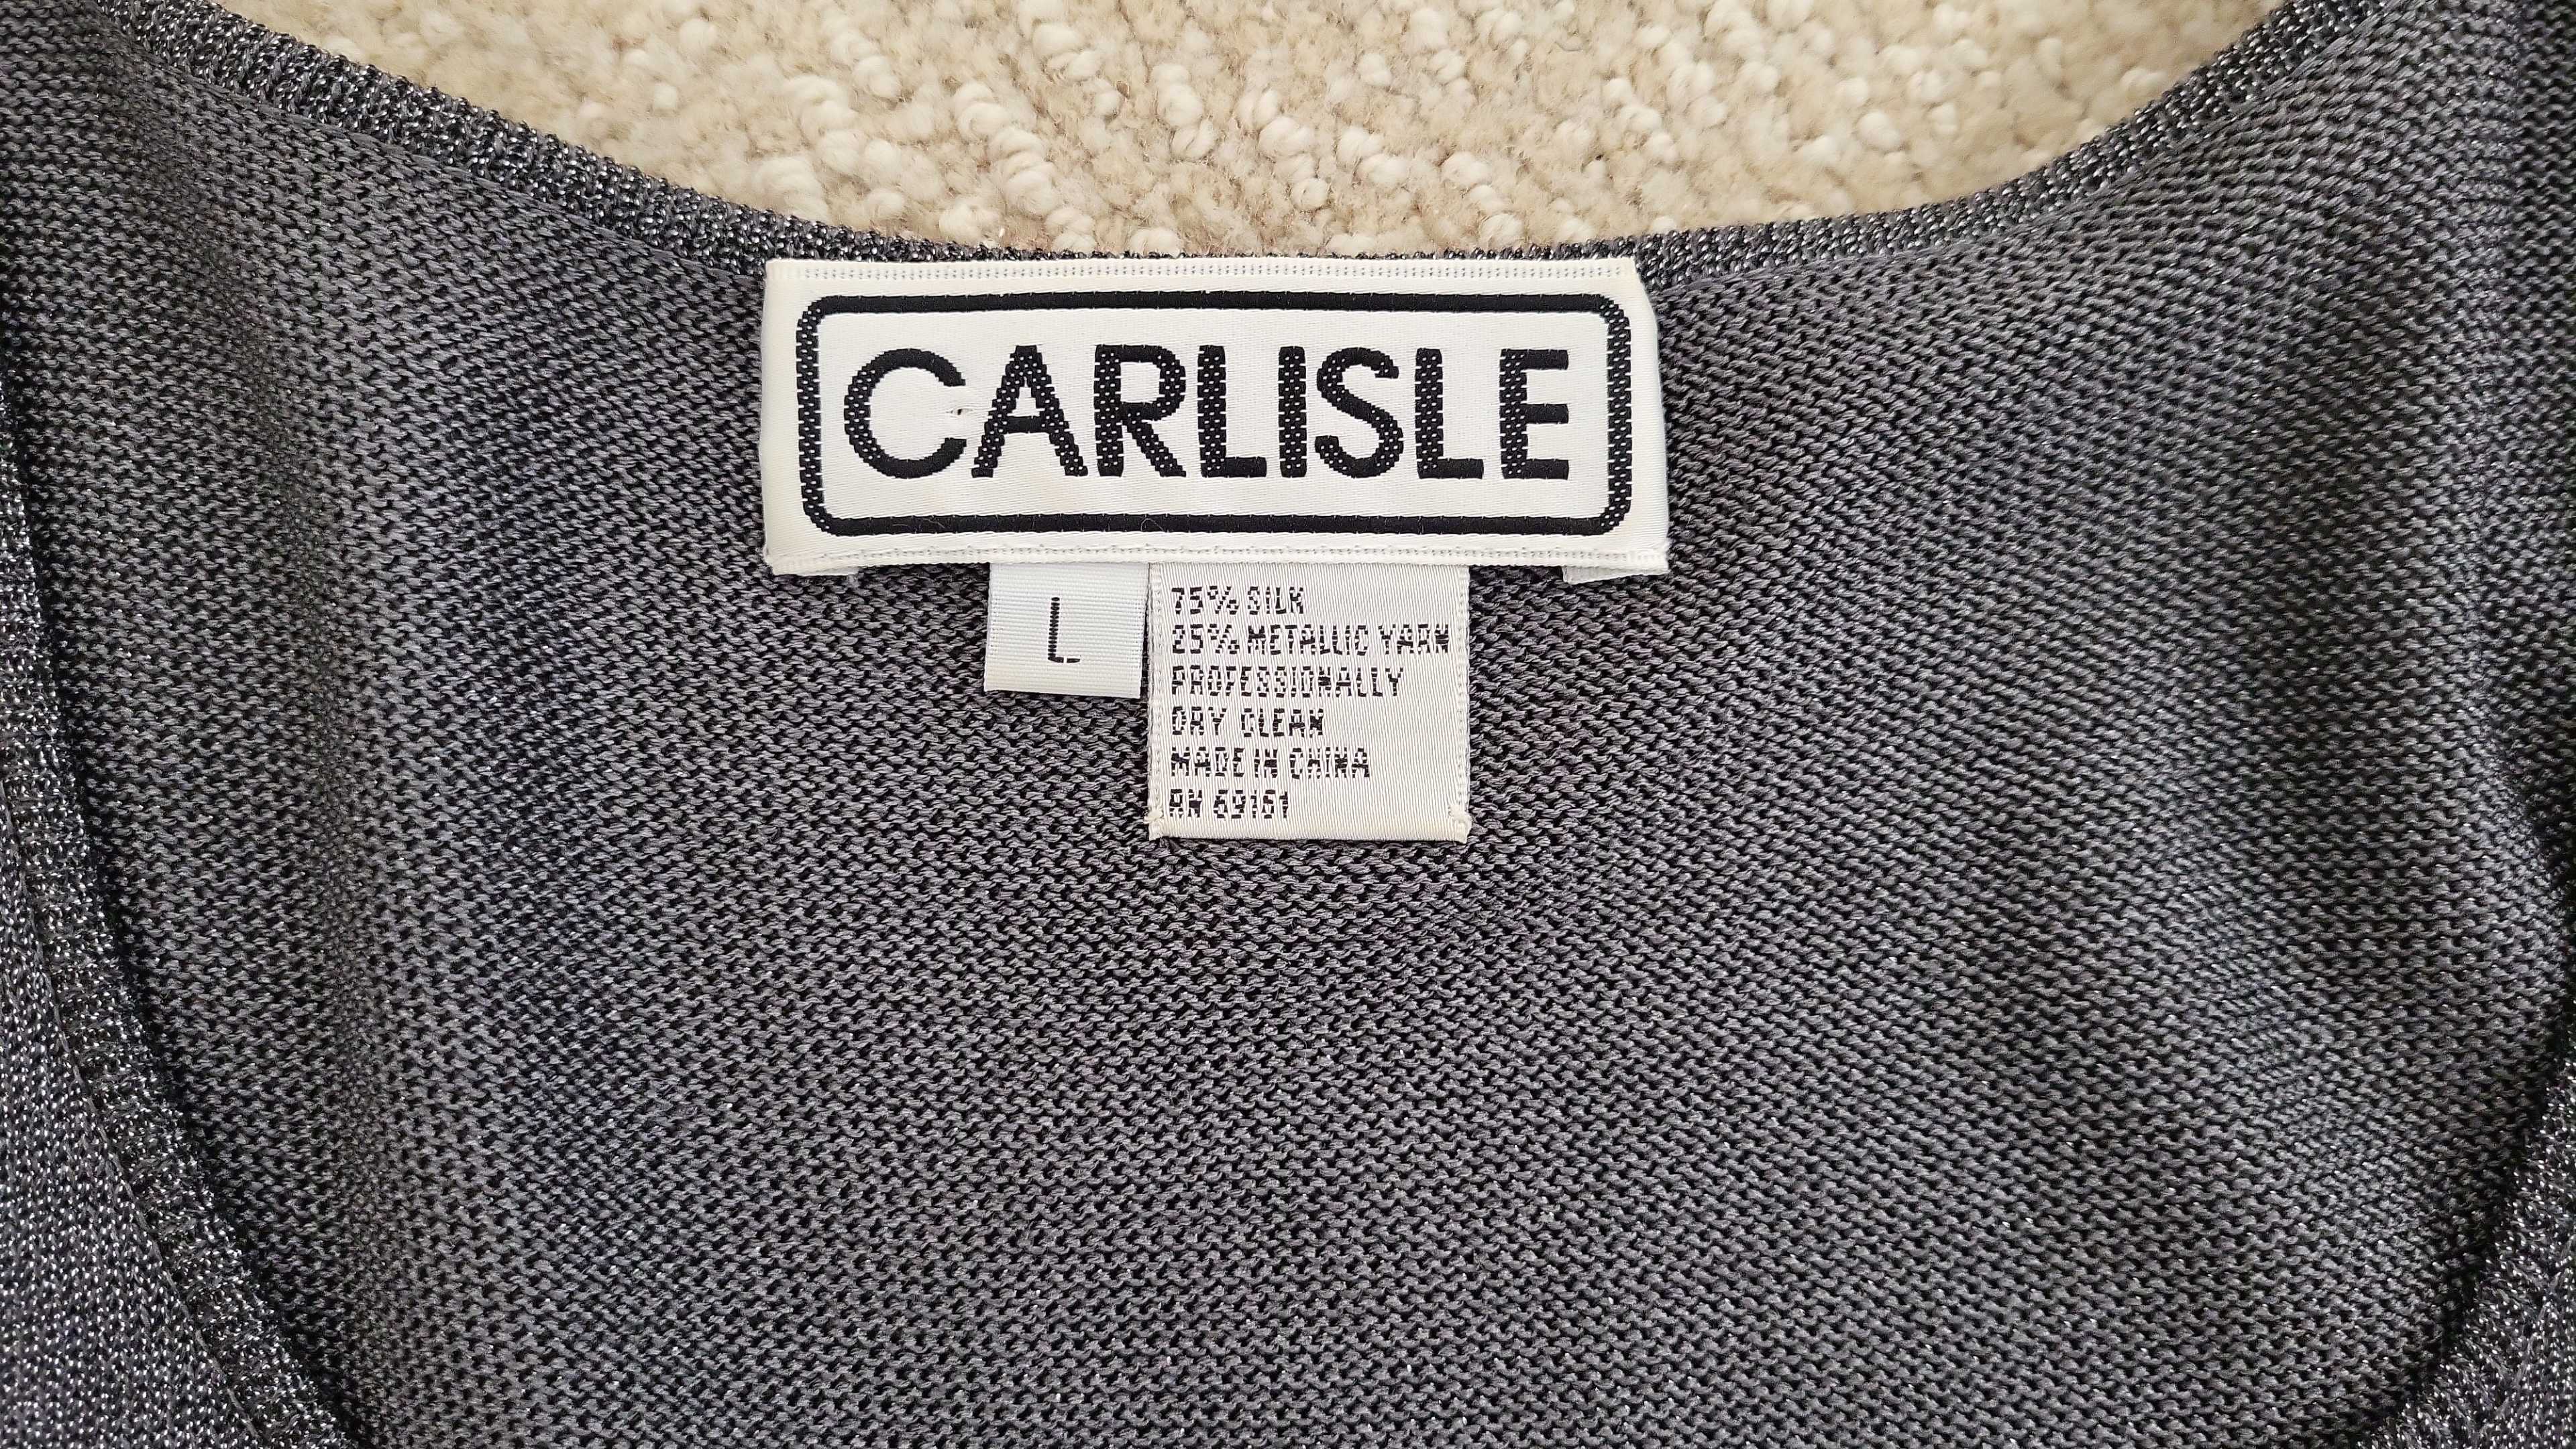 CARLISLE
L
75% SILK
25% METALLIC YARN
PROFESSIONALLY
DRY CLEAN
MADE IN CHINA
RN 69161